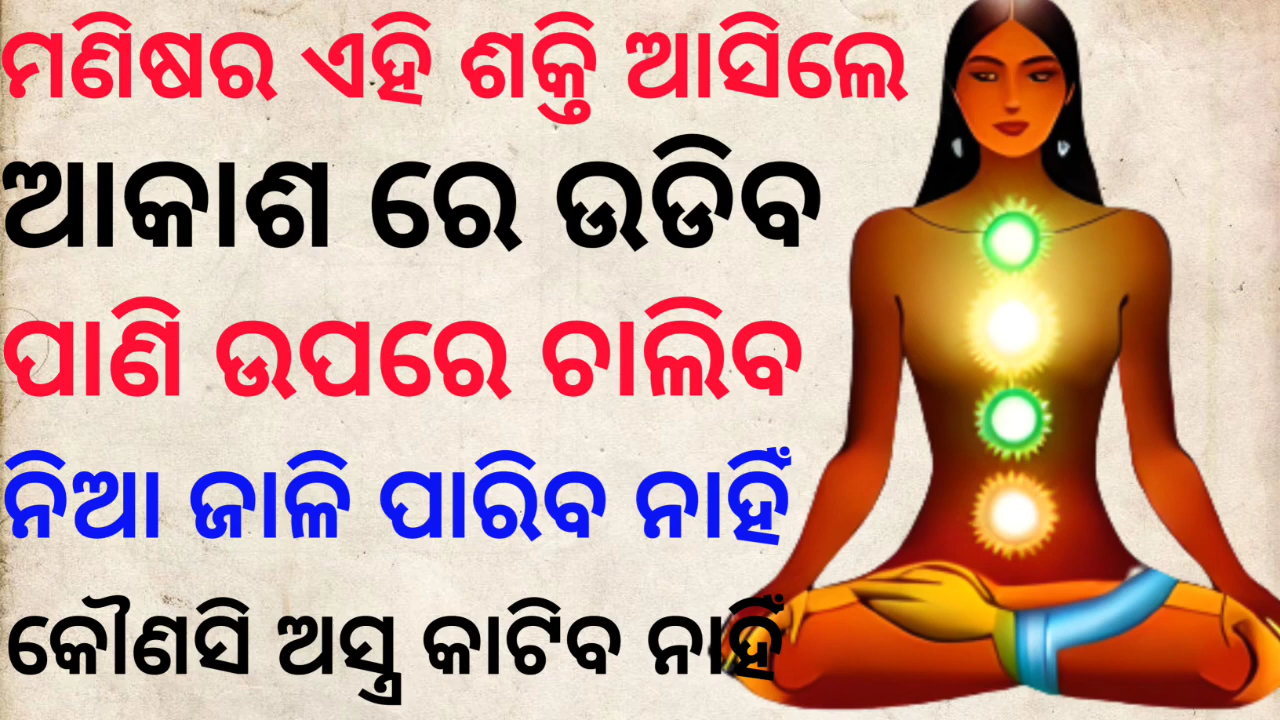 ମଣିଷର ଏହି ଶକ୍ତି ଆସିଲେ
ଆକାଶ ରେ ଉଡିବ
ପାଣି ଉପରେ ଚାଲିବ
ନିଆ ଜାଳି ପାରିବ ନାହିଁ
କୌଣସି ଅସ୍ତ୍ର କାଟିବ ନାହିଁ